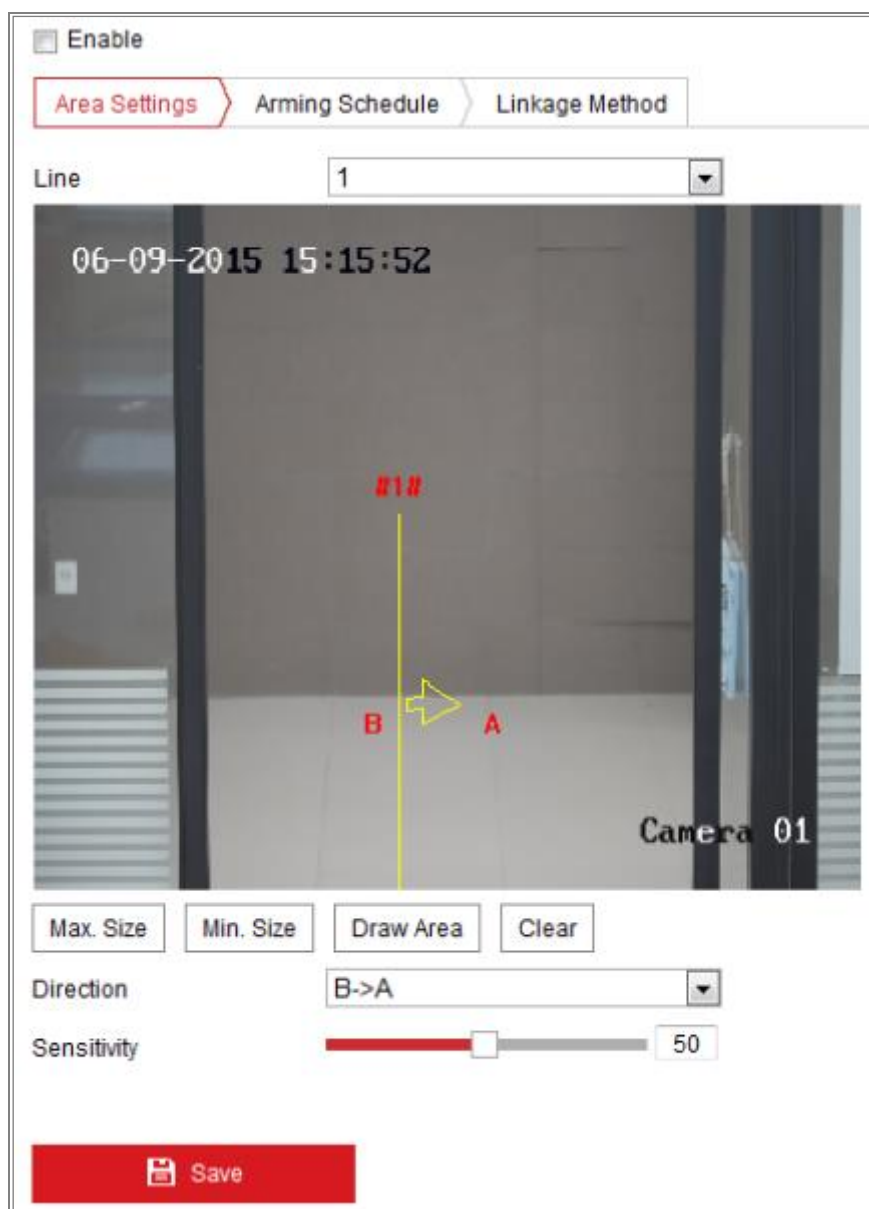 Enable
Area Settings Arming Schedule Linkage Method
Line 1
06-09-2015 15:15:52
#1#
B A
Camera 01
Max. Size Min. Size Draw Area Clear
Direction B->A
Sensitivity 50
Save